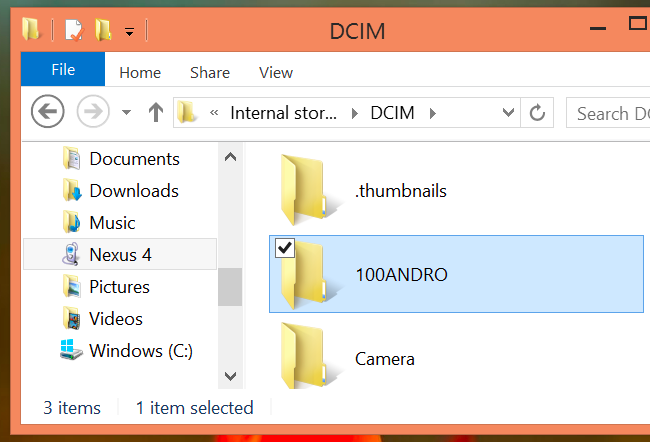 DCIM
File Home Share View
« Internal stor... DCIM Search DC
Documents
Downloads
Music
Nexus 4
Pictures
Videos
Windows (C:)
.thumbnails
100ANDRO
Camera
3 items 1 item selected